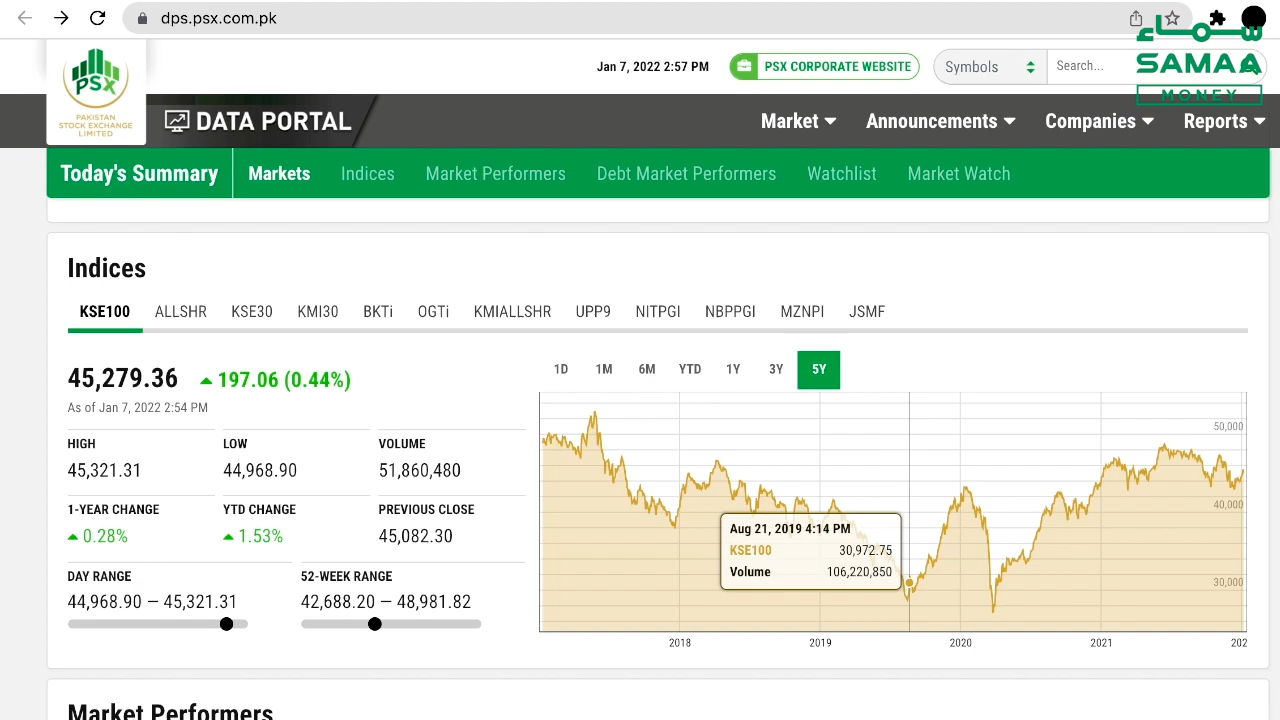 dps.psx.com.pk
سماء
SAMAA
MONEY
PSX
PAKISTAN
STOCK EXCHANGE
LIMITED
Jan 7, 2022 2:57 PM
PSX CORPORATE WEBSITE
Symbols
Search...
DATA PORTAL
Market
Announcements
Companies
Reports
Today's Summary
Markets
Indices
Market Performers
Debt Market Performers
Watchlist
Market Watch
Indices
KSE100 ALLSHR KSE30 KMI30 BKTi OGTi KMIALLSHR UPP9 NITPGI NBPPGI MZNPI JSMF
45,279.36 197.06 (0.44%)
As of Jan 7, 2022 2:54 PM
HIGH LOW VOLUME
45,321.31 44,968.90 51,860,480
1-YEAR CHANGE YTD CHANGE PREVIOUS CLOSE
0.28% 1.53% 45,082.30
DAY RANGE 52-WEEK RANGE
44,968.90 — 45,321.31 42,688.20 — 48,981.82
1D 1M 6M YTD 1Y 3Y 5Y
50,000
40,000
30,000
Aug 21, 2019 4:14 PM
KSE100 30,972.75
Volume 106,220,850
2018 2019 2020 2021 202
Market Performers